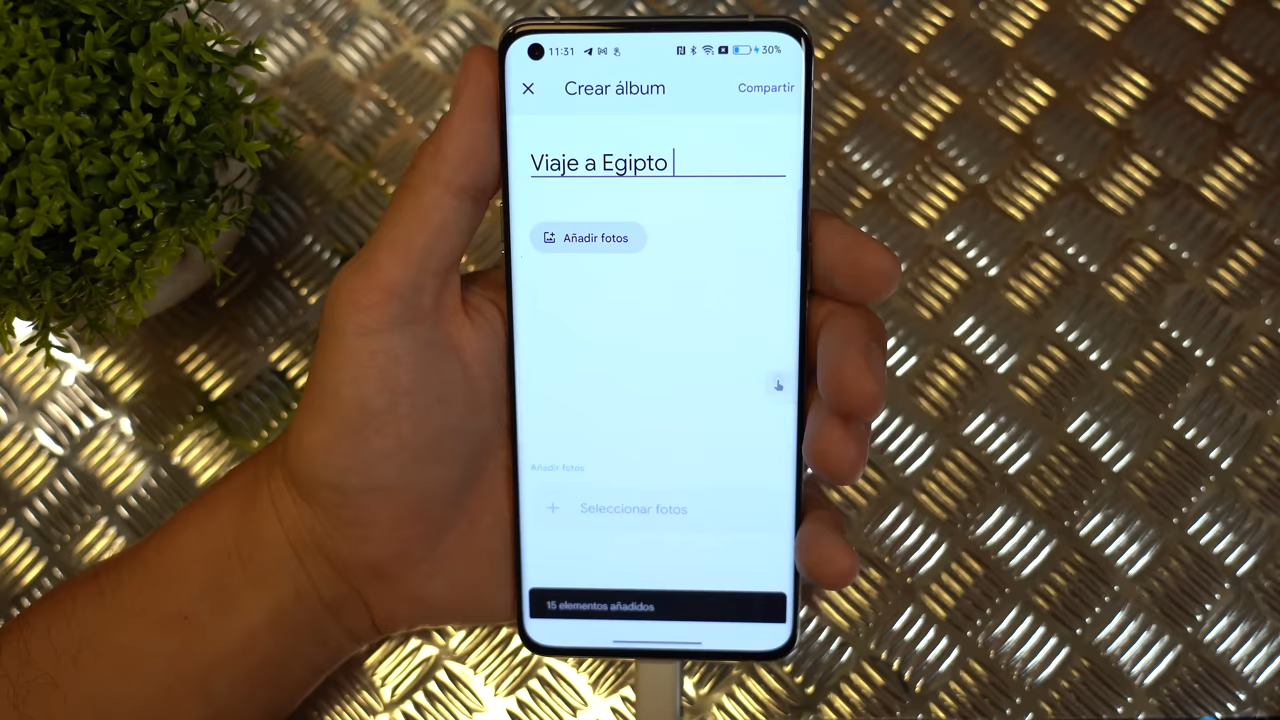 11:31 30%
Crear álbum Compartir
Viaje a Egipto
Añadir fotos
Añadir fotos
Seleccionar fotos
15 elementos añadidos